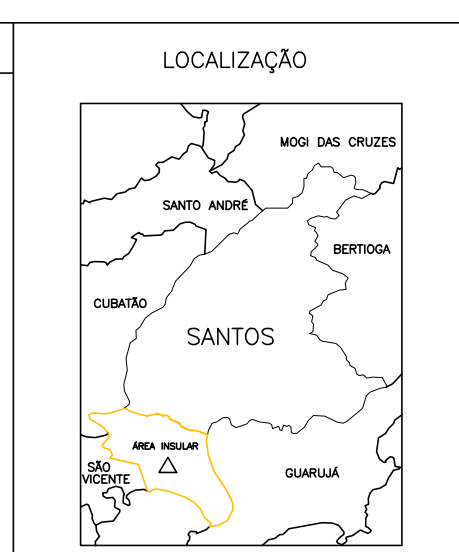 LOCALIZAÇÃO
MOGI DAS CRUZES
SANTO ANDRÉ
BERTIOGA
CUBATÃO
SANTOS
ÁREA INSULAR
SÃO
VICENTE
GUARUJÁ